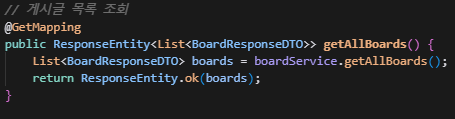 // 게시글 목록 조회
@GetMapping
public ResponseEntity<List<BoardResponseDTO>> getAllBoards() {
    List<BoardResponseDTO> boards = boardService.getAllBoards();
    return ResponseEntity.ok(boards);
}